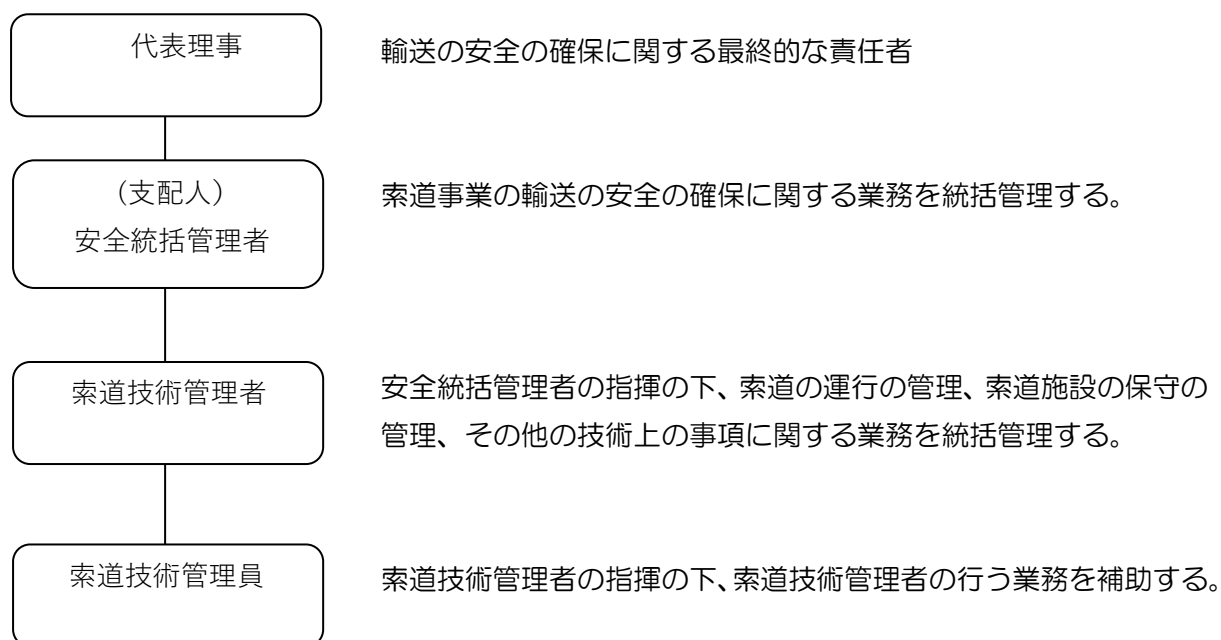 代表理事
輸送の安全の確保に関する最終的な責任者
(支配人)
安全統括管理者
索道事業の輸送の安全の確保に関する業務を統括管理する。
索道技術管理者
安全統括管理者の指揮の下、索道の運行の管理、索道施設の保守の
管理、その他の技術上の事項に関する業務を統括管理する。
索道技術管理員
索道技術管理者の指揮の下、索道技術管理者の行う業務を補助する。